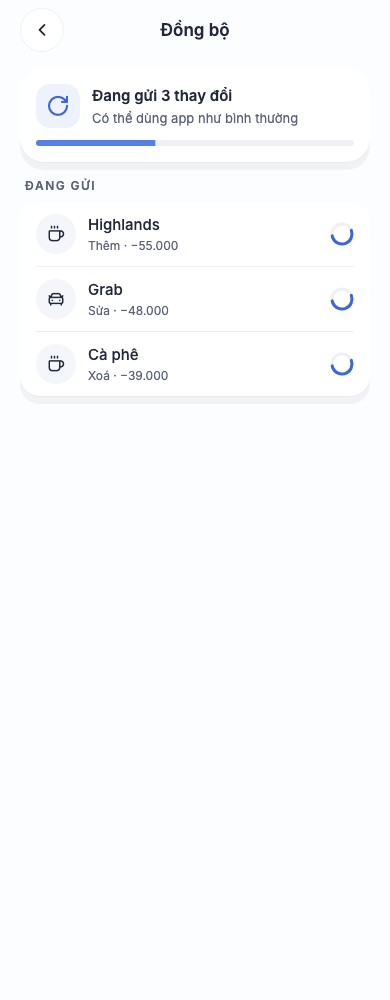 Đồng bộ
Đang gửi 3 thay đổi
Có thể dùng app như bình thường
ĐANG GỬI
Highlands
Thêm · −55.000
Grab
Sửa · −48.000
Cà phê
Xoá · −39.000